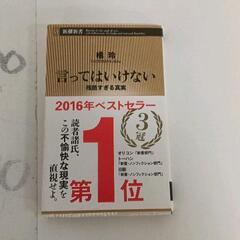 新潮新書
橘 玲
言ってはいけない
残酷すぎる真実
2016年ベストセラー
3冠
第1位
読者諸氏、
この不愉快な現実を
直視せよ。
オリコン「新書部門」
トーハン
「新書・ノンフィクション部門」
日販
「新書・ノンフィクション部門」